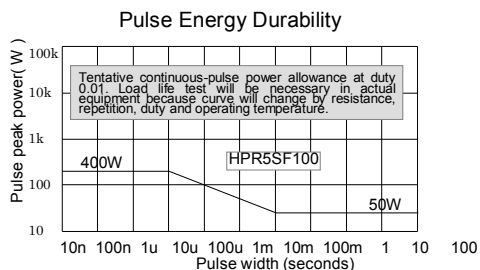 Pulse Energy Durability
Pulse peak power( W )
100k
10k
1k
100
10
Tentative continuous-pulse power allowance at duty
0.01. Load life test will be necessary in actual
equipment because curve will change by resistance,
repetition, duty and operating temperature.
HPR5SF100
400W
50W
10n 100n 1u 10u 100u 1m 10m 100m 1 10 100
Pulse width (seconds)